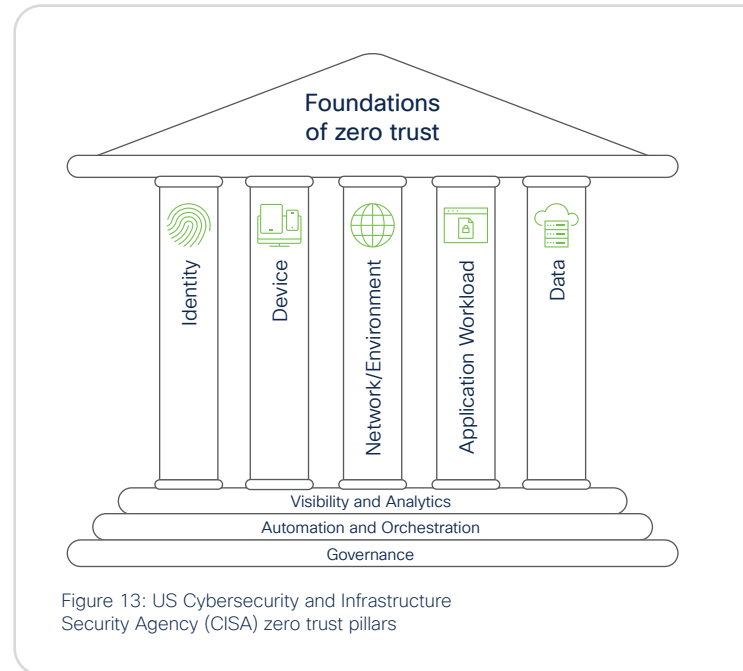 Foundations
of zero trust
Identity
Device
Network/Environment
Application Workload
Data
Visibility and Analytics
Automation and Orchestration
Governance
Figure 13: US Cybersecurity and Infrastructure
Security Agency (CISA) zero trust pillars